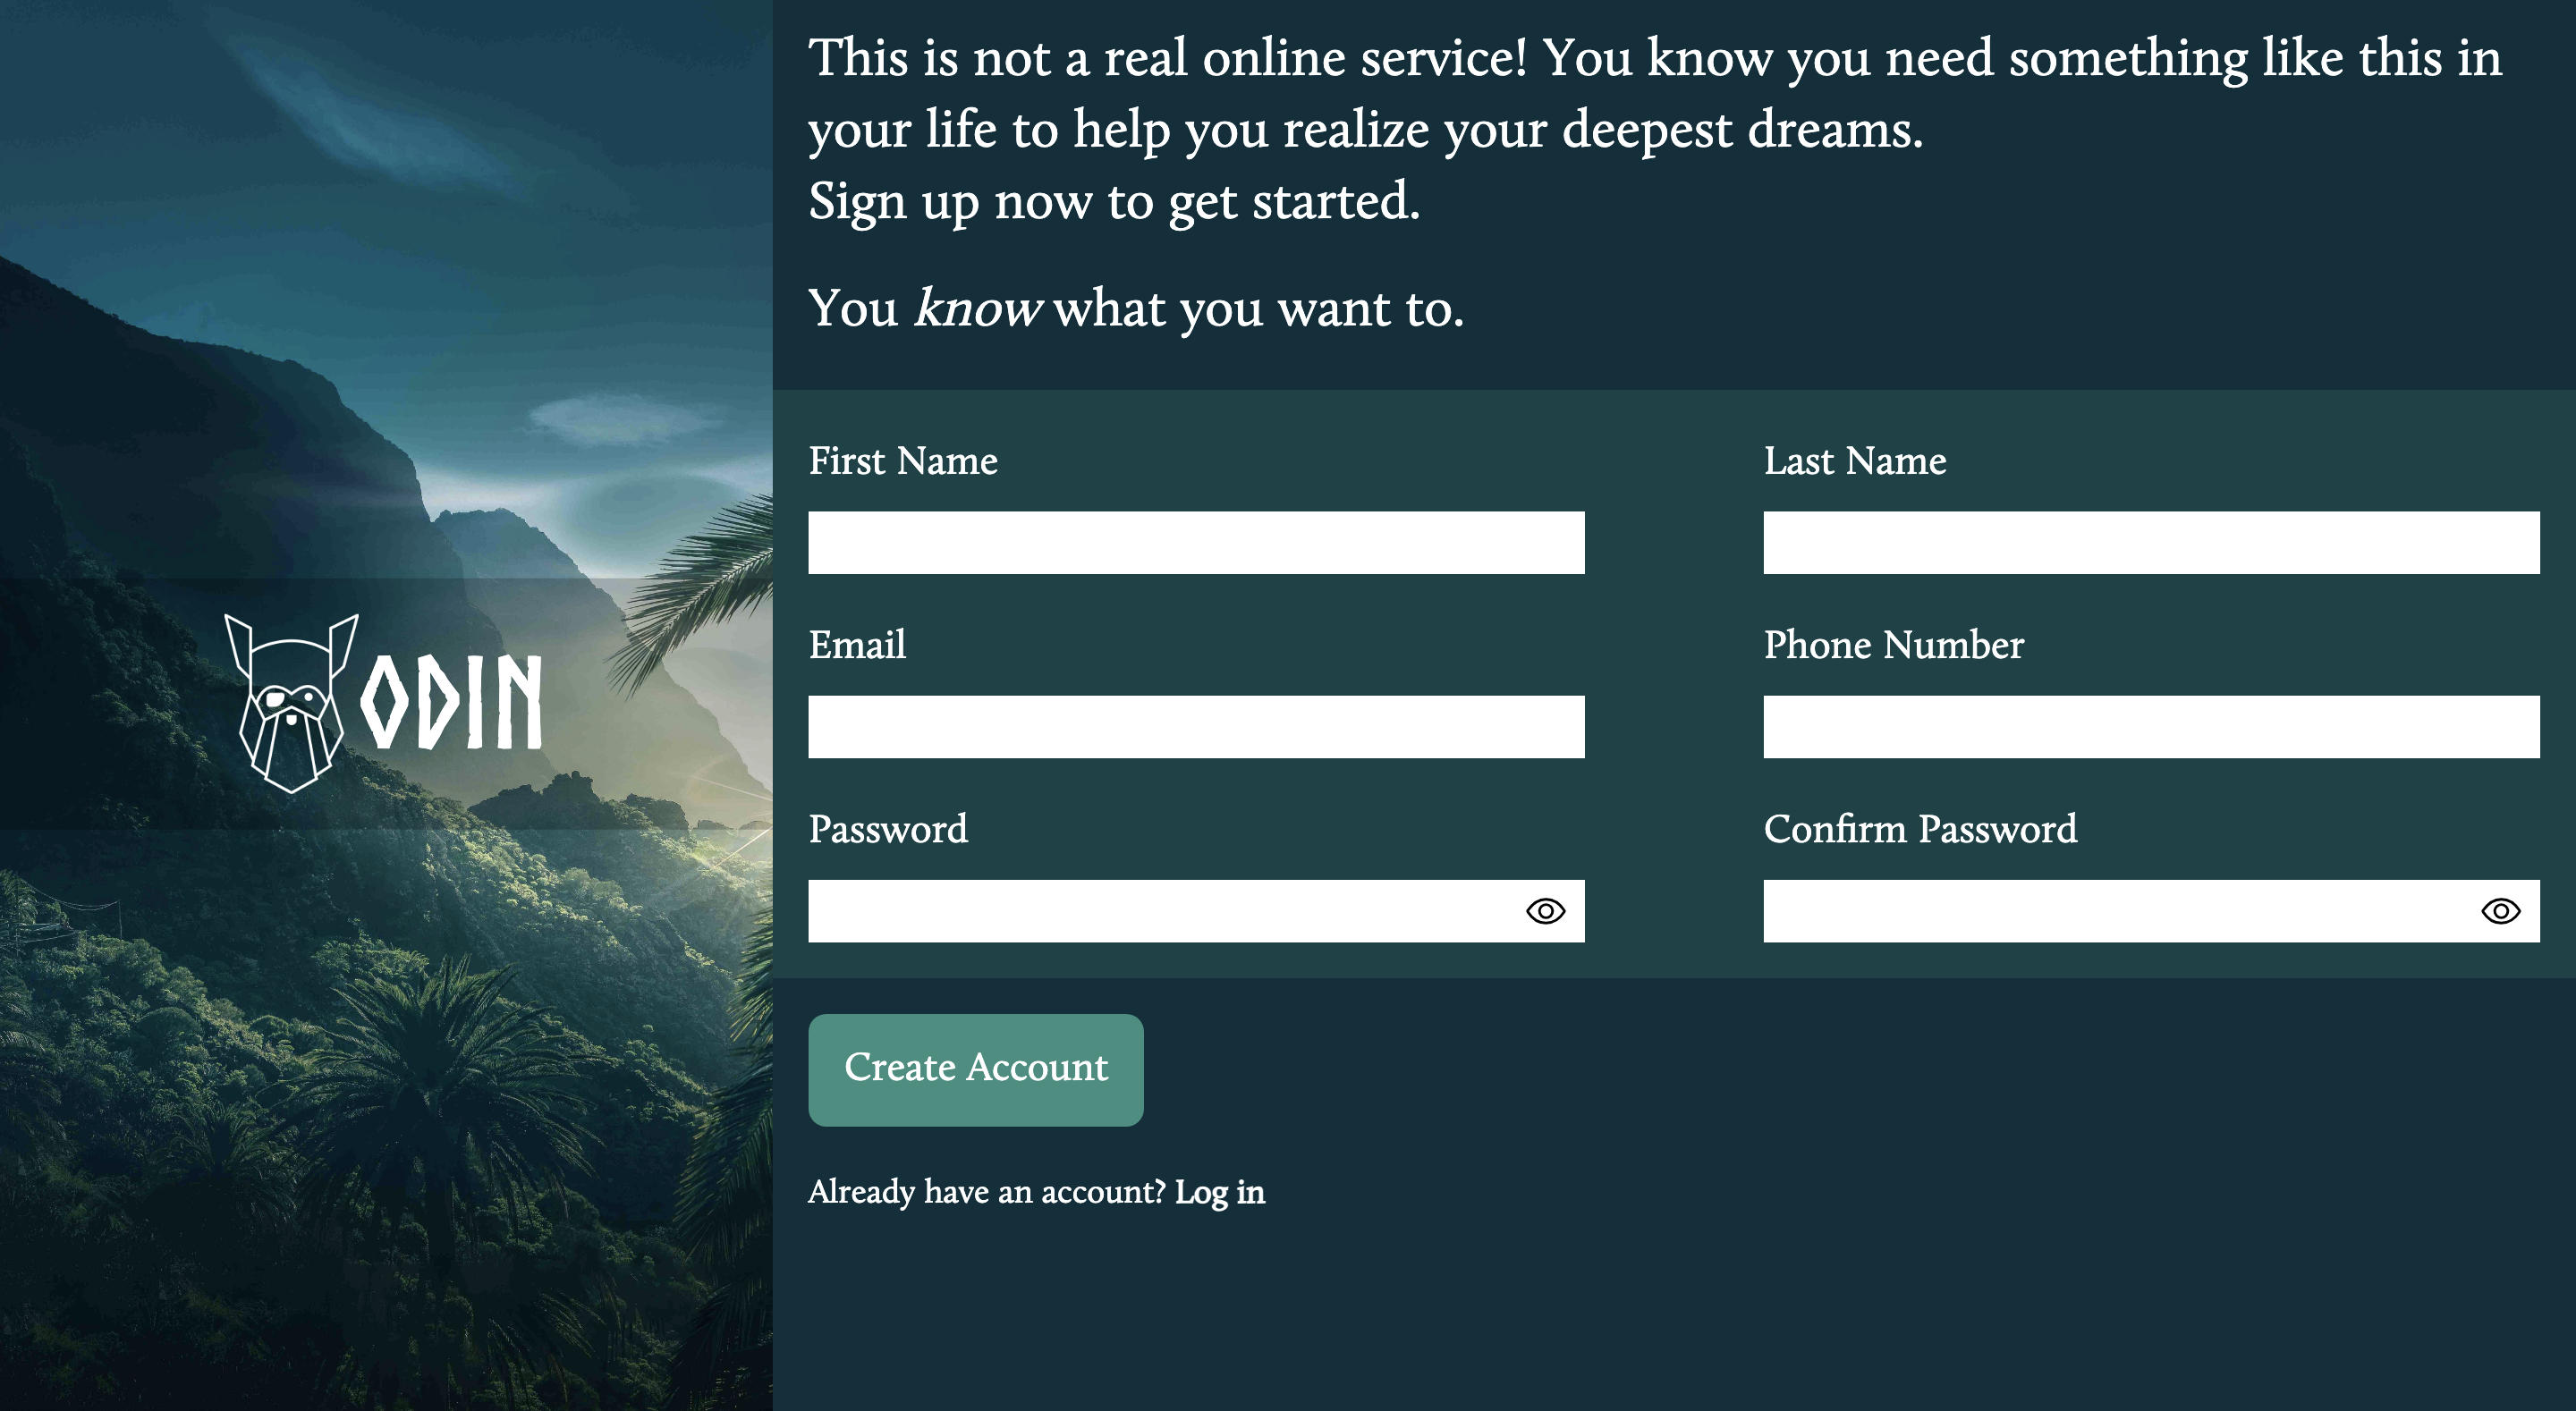 ODIN
This is not a real online service! You know you need something like this in
your life to help you realize your deepest dreams.
Sign up now to get started.
You know what you want to.
First Name
Last Name
Email
Phone Number
Password
Confirm Password
Create Account
Already have an account? Log in